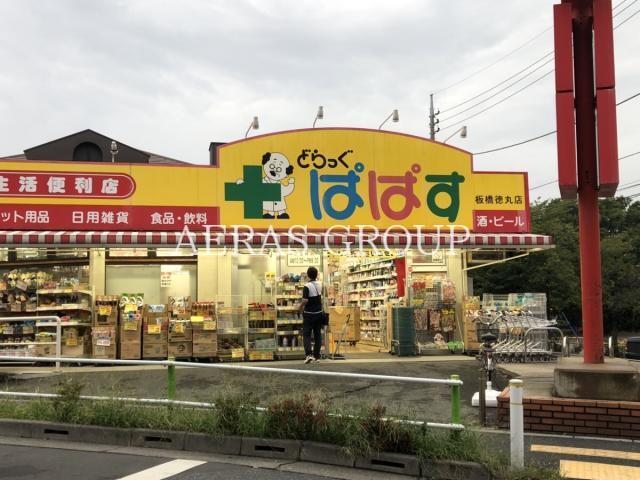 どらっぐ
ぱぱす
板橋徳丸店
生活便利店
ット用品
日用雑貨
食品・飲料
酒・ビール
AERAS GROUP